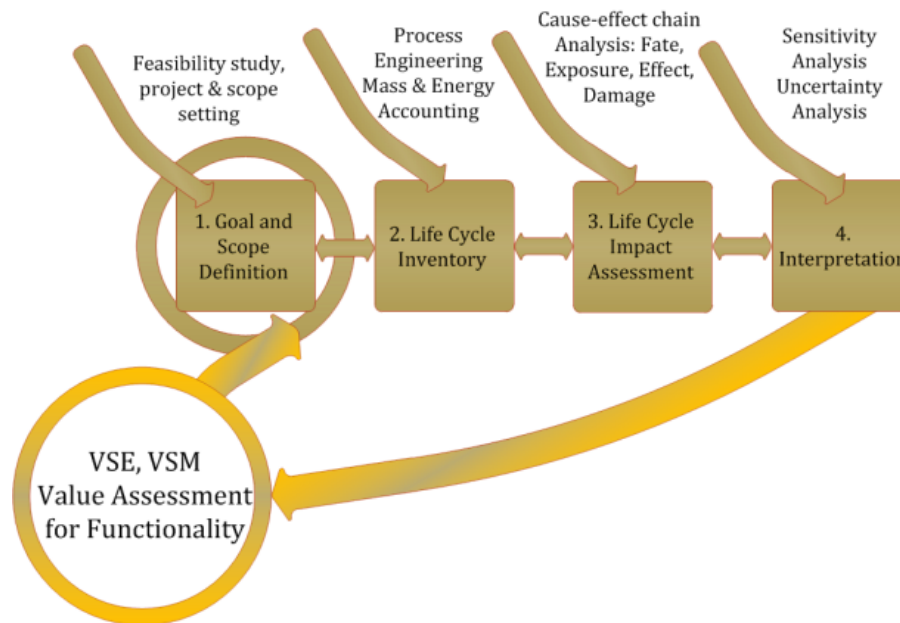 Feasibility study,
project & scope
setting
Process
Engineering
Mass & Energy
Accounting
Cause-effect chain
Analysis: Fate,
Exposure, Effect,
Damage
Sensitivity
Analysis
Uncertainty
Analysis
1. Goal and
Scope
Definition
2. Life Cycle
Inventory
3. Life Cycle
Impact
Assessment
4.
Interpretation
VSE, VSM
Value Assessment
for Functionality